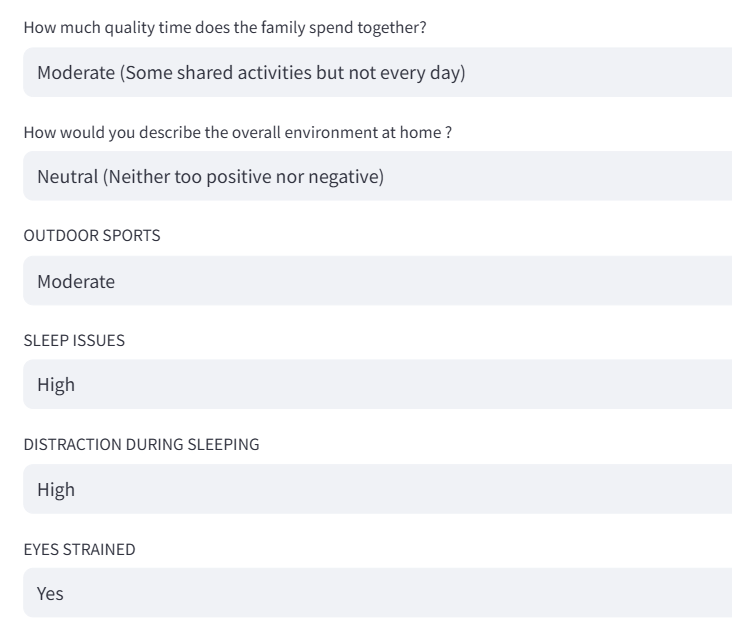 How much quality time does the family spend together?
Moderate (Some shared activities but not every day)
How would you describe the overall environment at home ?
Neutral (Neither too positive nor negative)
OUTDOOR SPORTS
Moderate
SLEEP ISSUES
High
DISTRACTION DURING SLEEPING
High
EYES STRAINED
Yes